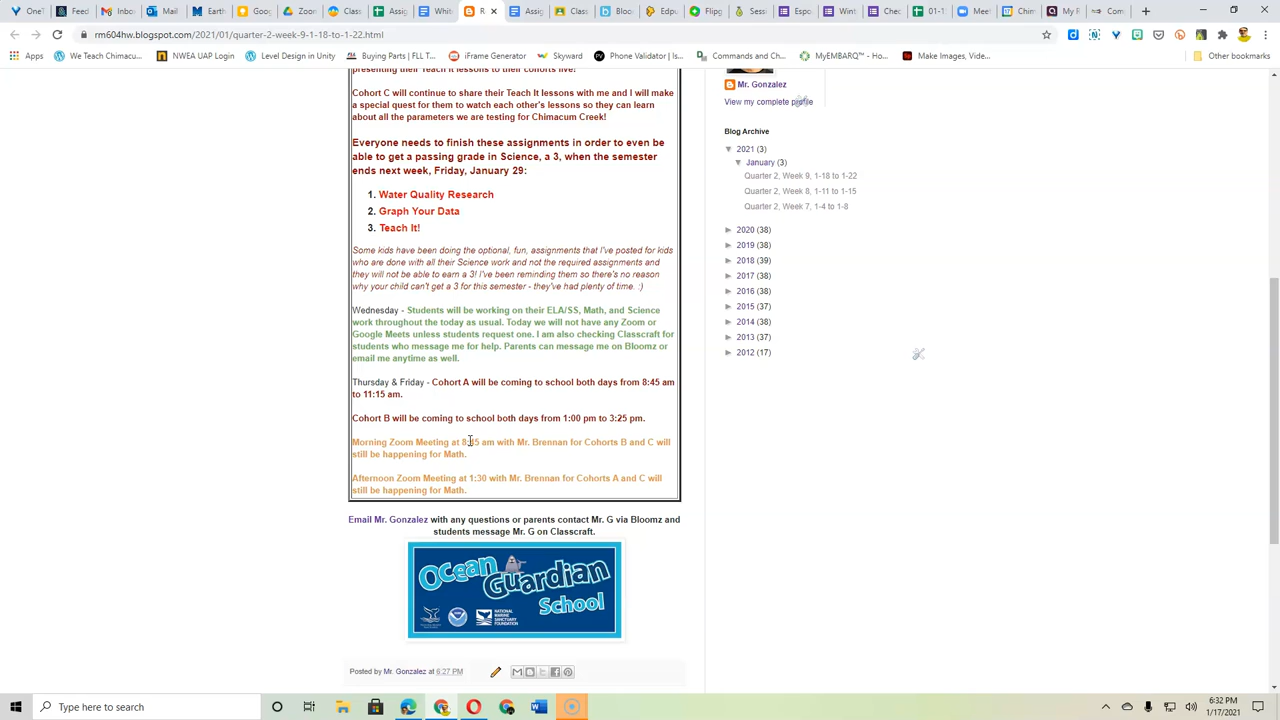 rm604hw.blogspot.com/2021/01/quarter-2-week-9-1-18-to-1-22.html
Apps
We Teach Chimacu...
NWEA UAP Login
Level Design in Unity
Buying Parts | FLL T...
iFrame Generator
Skyward
Phone Validator | Is...
Commands and Ch...
MyEMBARQ™ - Ho...
Make Images, Vide...
Other bookmarks
presenting their Teach It lessons to their cohorts live!
Cohort C will continue to share their Teach It lessons with me and I will make
a special quest for them to watch each other's lessons so they can learn
about all the parameters we are testing for Chimacum Creek!
Everyone needs to finish these assignments in order to even be
able to get a passing grade in Science, a 3, when the semester
ends next week, Friday, January 29:
1. Water Quality Research
2. Graph Your Data
3. Teach It!
Some kids have been doing the optional, fun, assignments that I've posted for kids
who are done with all their Science work and not the required assignments and
they will not be able to earn a 3! I've been reminding them so there's no reason
why your child can't get a 3 for this semester - they've had plenty of time. :)
Wednesday - Students will be working on their ELA/SS, Math, and Science
work throughout the today as usual. Today we will not have any Zoom or
Google Meets unless students request one. I am also checking Classcraft for
students who message me for help. Parents can message me on Bloomz or
email me anytime as well.
Thursday & Friday - Cohort A will be coming to school both days from 8:45 am
to 11:15 am.
Cohort B will be coming to school both days from 1:00 pm to 3:25 pm.
Morning Zoom Meeting at am with Mr. Brennan for Cohorts B and C will
still be happening for Math.
Afternoon Zoom Meeting at 1:30 with Mr. Brennan for Cohorts A and C will
still be happening for Math.
Email Mr. Gonzalez with any questions or parents contact Mr. G via Bloomz and
students message Mr. G on Classcraft.
Ocean
Guardian
School
NATIONAL
MARINE
SANCTUARY
FOUNDATION
Posted by Mr. Gonzalez at 6:27 PM
Mr. Gonzalez
View my complete profile
Blog Archive
▼ 2021 (3)
▼ January (3)
Quarter 2, Week 9, 1-18 to 1-22
Quarter 2, Week 8, 1-11 to 1-15
Quarter 2, Week 7, 1-4 to 1-8
► 2020 (38)
► 2019 (38)
► 2018 (39)
► 2017 (38)
► 2016 (38)
► 2015 (37)
► 2014 (38)
► 2013 (37)
► 2012 (17)
Type here to search
6:32 PM
1/17/2021